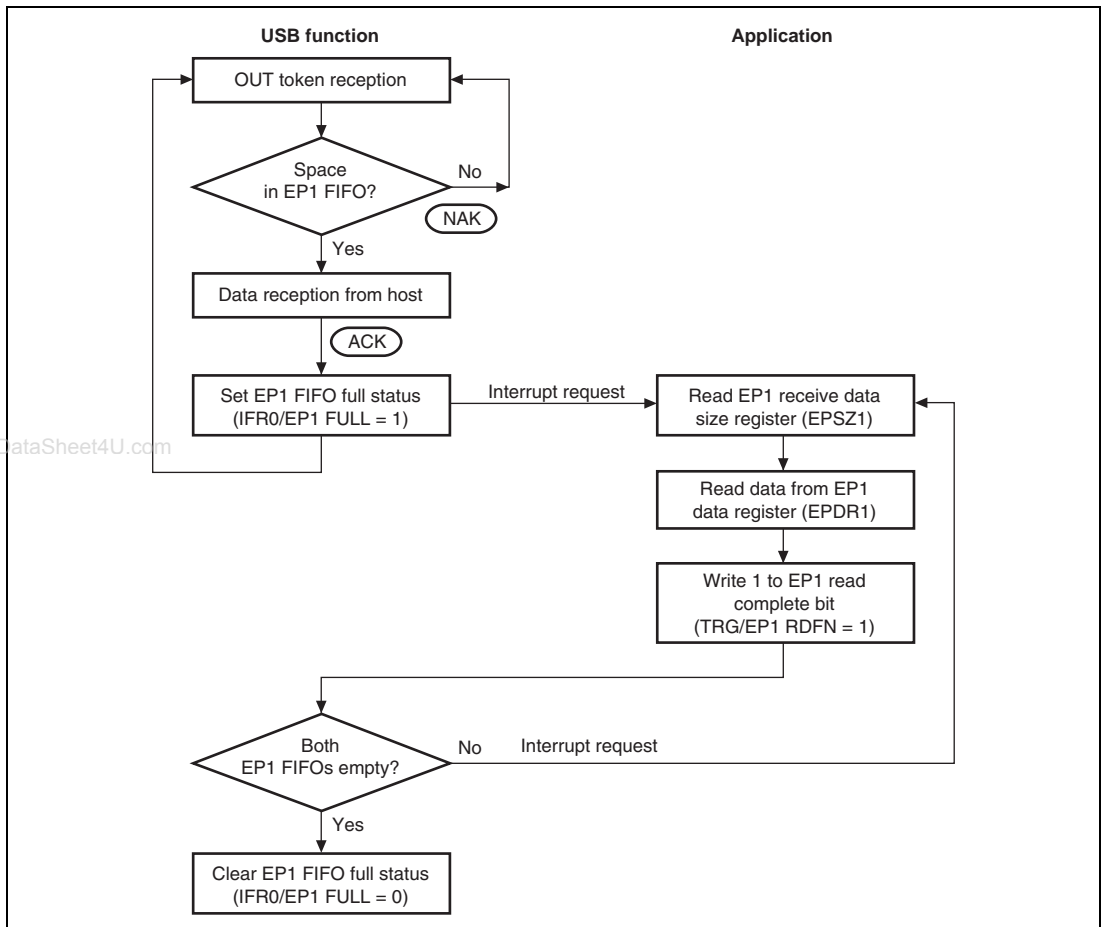 USB function
Application
OUT token reception
Space
in EP1 FIFO?
No
NAK
Yes
Data reception from host
ACK
Set EP1 FIFO full status
(IFR0/EP1 FULL = 1)
Interrupt request
Read EP1 receive data
size register (EPSZ1)
DataSheet4U.com
Read data from EP1
data register (EPDR1)
Write 1 to EP1 read
complete bit
(TRG/EP1 RDFN = 1)
Both
EP1 FIFOs empty?
No
Interrupt request
Yes
Clear EP1 FIFO full status
(IFR0/EP1 FULL = 0)